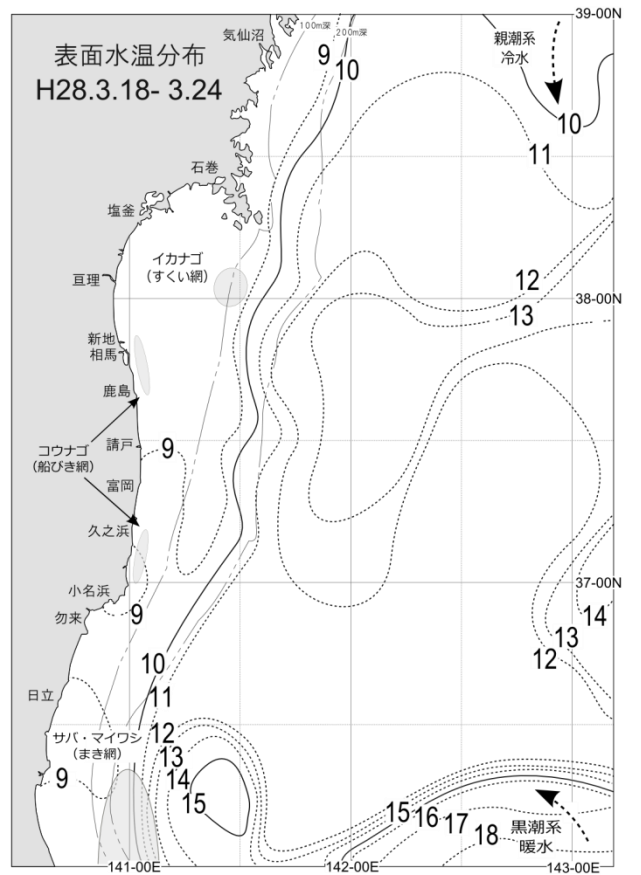 表面水温分布
H28.3.18- 3.24
気仙沼
100m深
200m深
39-00N
親潮系
冷水
9
10
10
11
石巻
塩釜
イカナゴ
（すくい網）
亘理
12
13
38-00N
新地
相馬
鹿島
コウナゴ
（船びき網）
請戸
9
富岡
久之浜
37-00N
小名浜
勿来
9
14
13
12
10
11
日立
サバ・マイワシ
（まき網）
12
13
14
15
9
15
16
17
18
黒潮系
暖水
141-00E
142-00E
143-00E